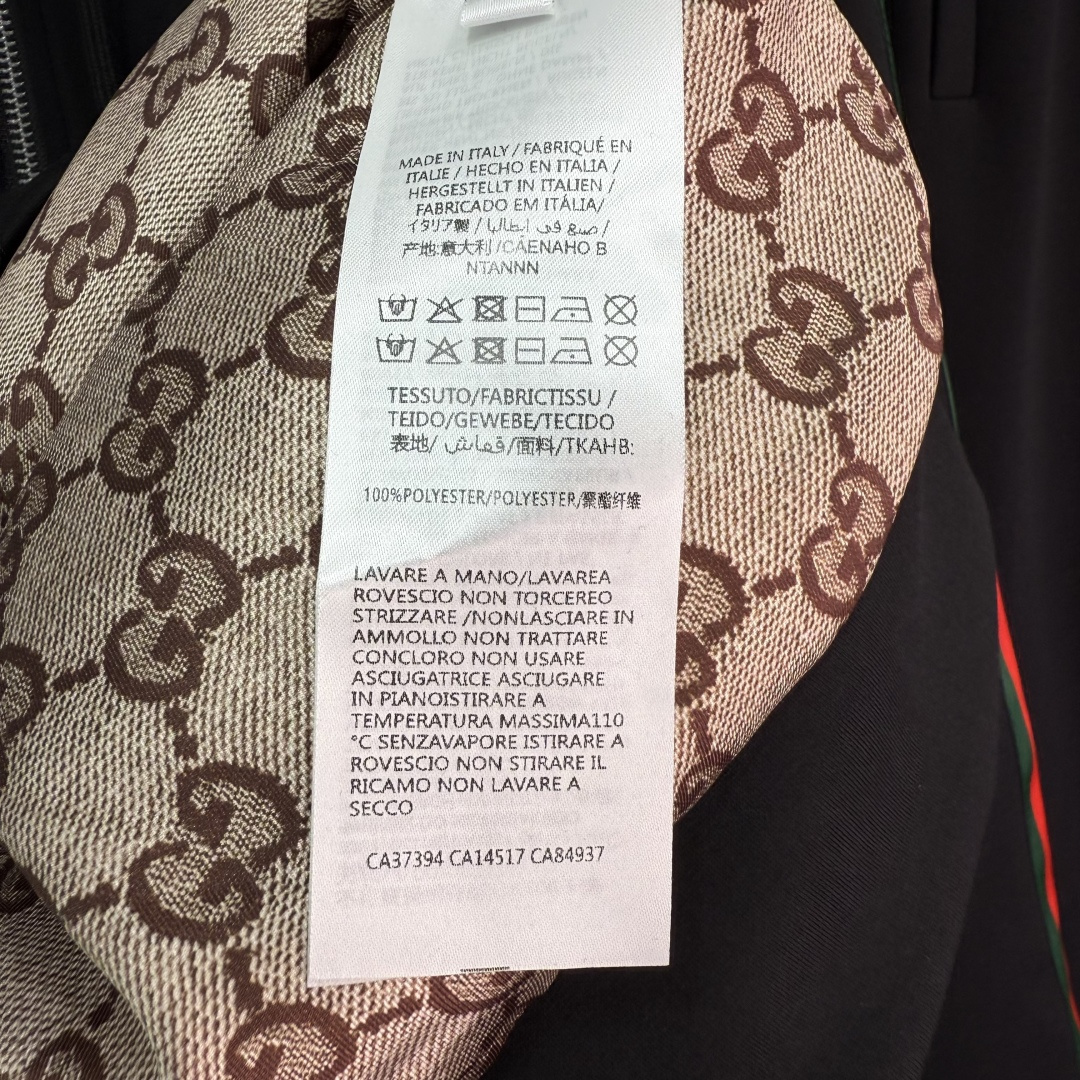 MADE IN ITALY / FABRIQUÉ EN
ITALIE / HECHO EN ITALIA /
HERGESTELLT IN ITALIEN /
FABRICADO EM ITÁLIA/
イタリア製 / صنع في ايطاليا /
产地:意大利 /CÁEНАНО В
NTANNN
TESSUTO/FABRICTISSU /
TEIDO/GEWEBE/TECIDO
表地/ قماش /面料/TKAHB:
100%POLYESTER/POLYESTER/聚酯纤维
LAVARE A MANO/LAVAREA
ROVESCIO NON TORCEREO
STRIZZARE /NONLASCIARE IN
AMMOLLO NON TRATTARE
CONCLORO NON USARE
ASCIUGATRICE ASCIUGARE
IN PIANOISTIRARE A
TEMPERATURA MASSIMA110
°C SENZAVAPORE ISTIRARE A
ROVESCIO NON STIRARE IL
RICAMO NON LAVARE A
SECCO
CA37394 CA14517 CA84937